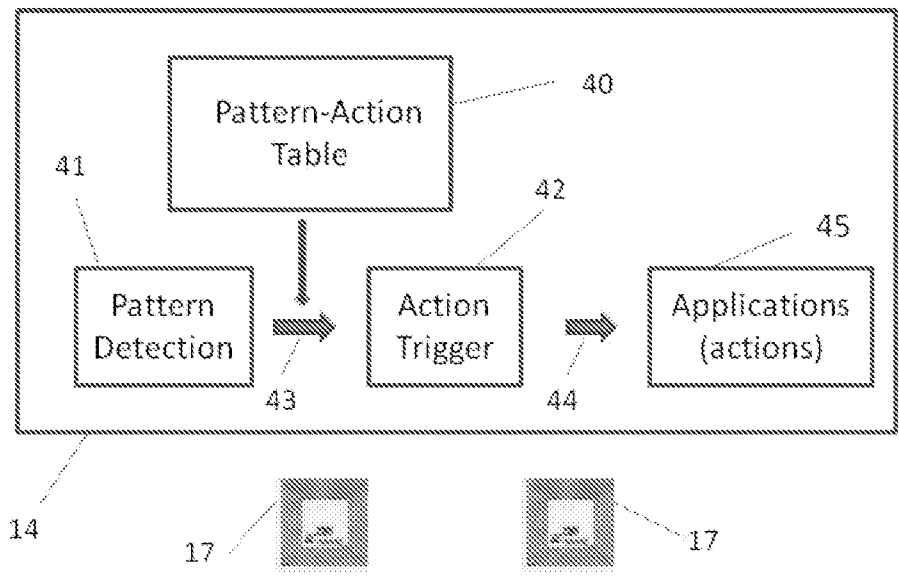 Pattern-Action
Table
40
41
42
45
Pattern
Detection
Action
Trigger
Applications
(actions)
43
44
14
17
17